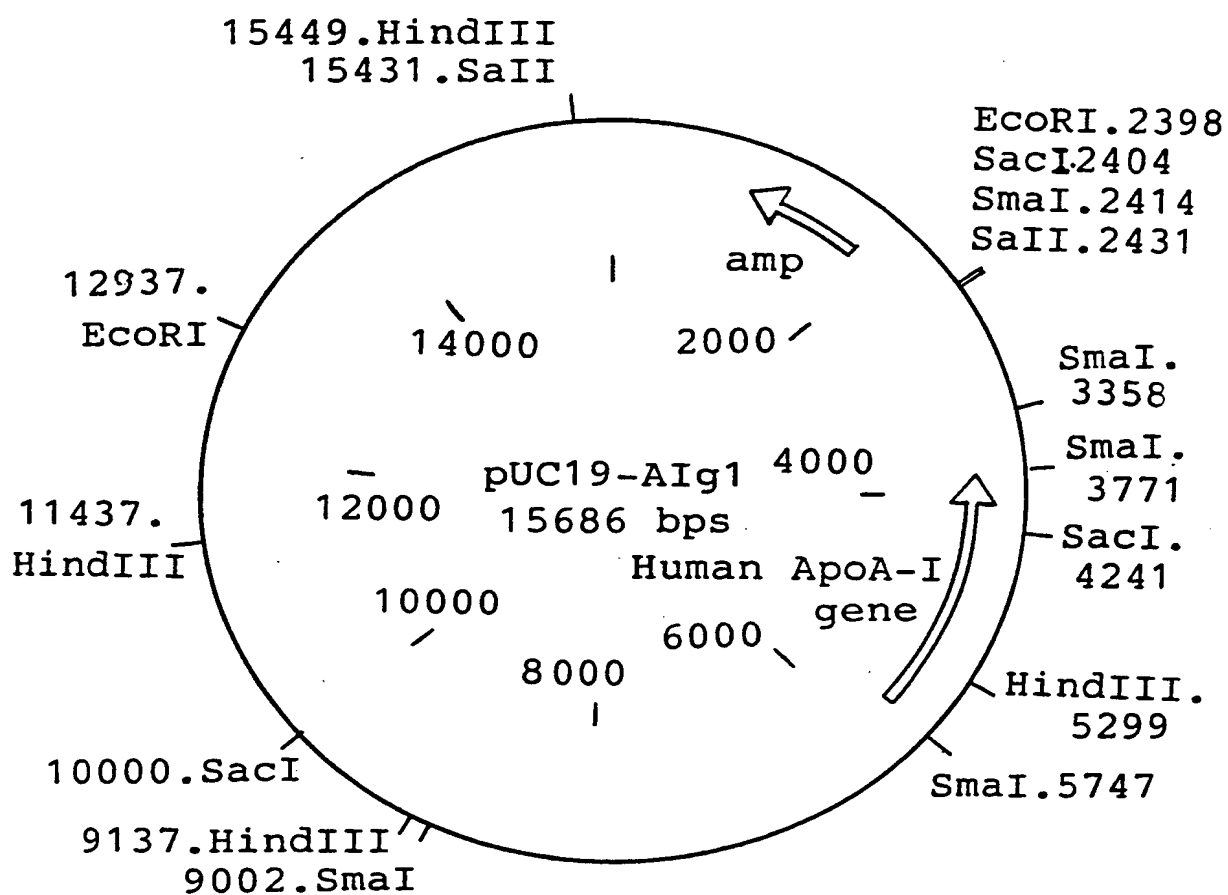 15449.HindIII
15431.SaII
EcoRI.2398
SacI.2404
SmaI.2414
SaII.2431
amp
12937.
EcoRI
14000
2000
SmaI.
3358
pUC19-AIg1
15686 bps
4000
SmaI.
3771
12000
11437.
HindIII
SacI.
4241
Human ApoA-I
gene
10000
6000
8000
HindIII.
5299
10000.SacI
SmaI.5747
9137.HindIII
9002.SmaI